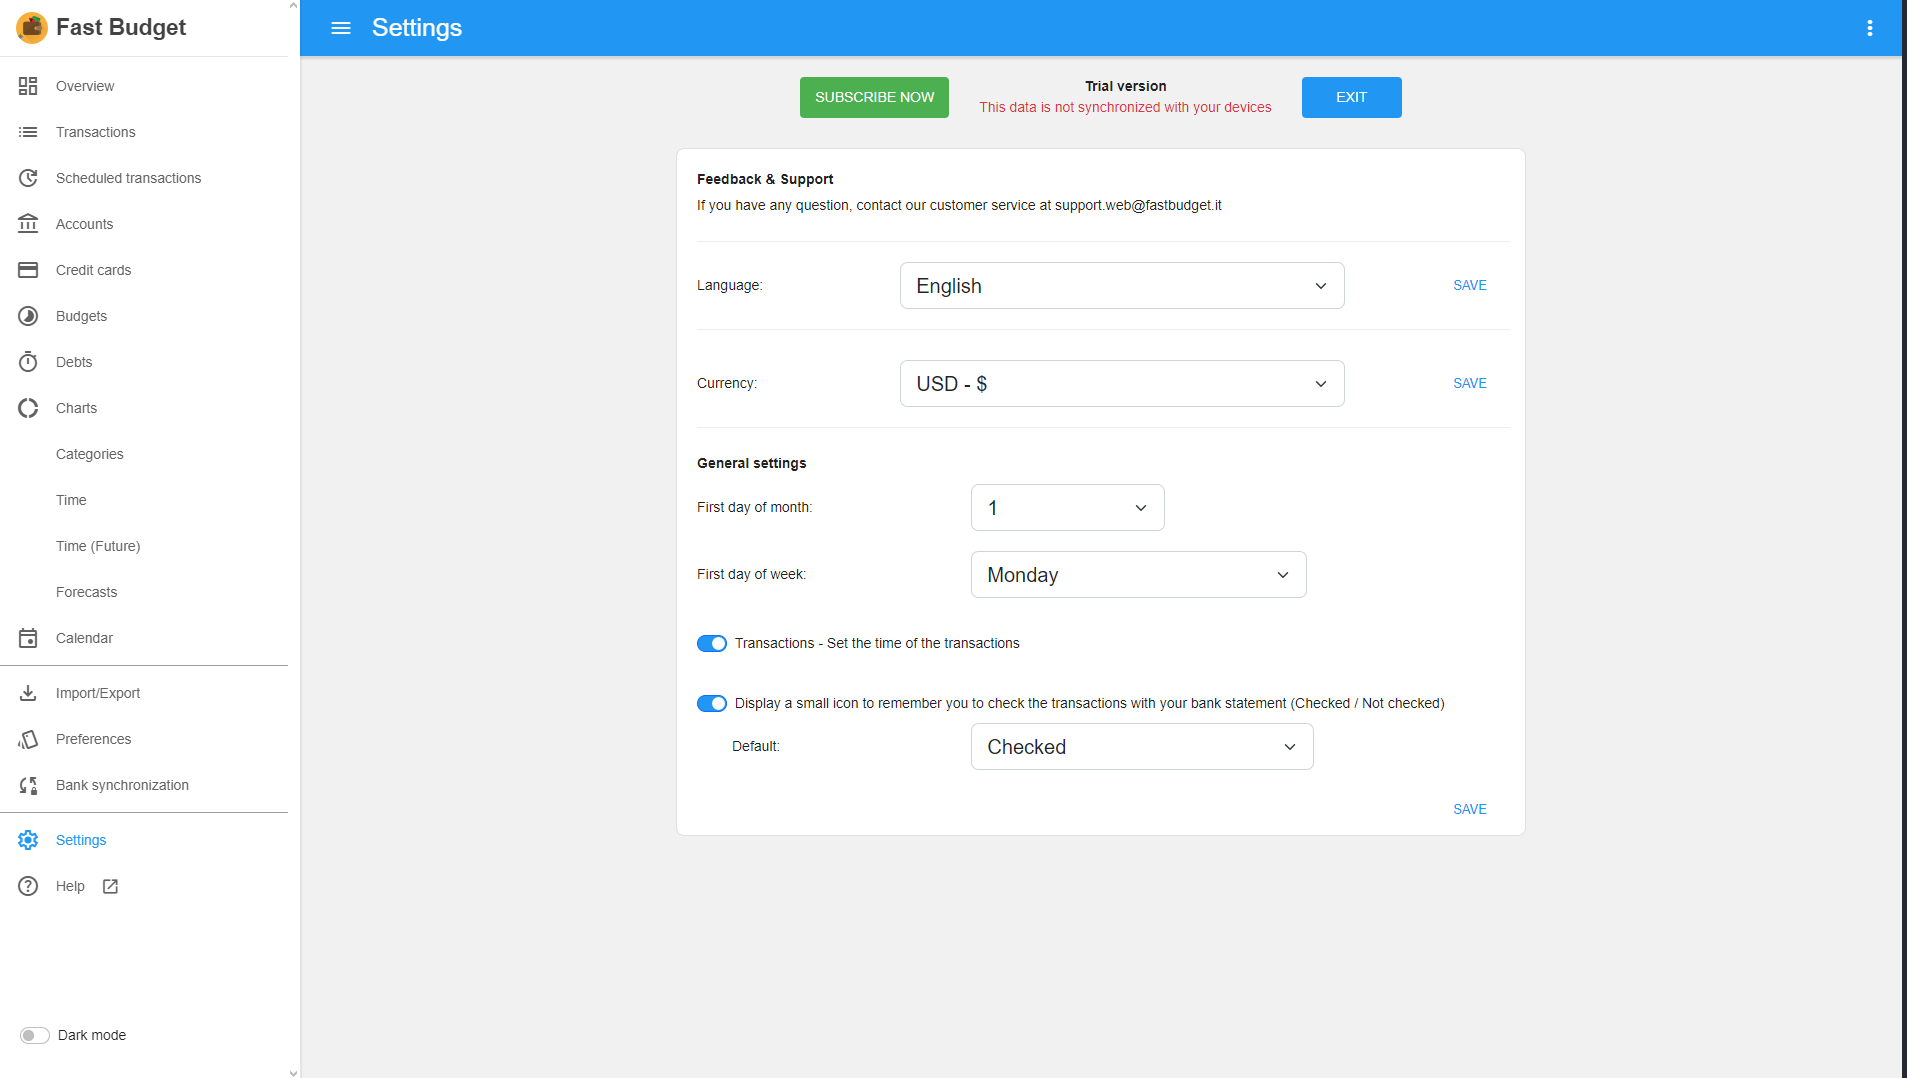 Fast Budget
Overview
Transactions
Scheduled transactions
Accounts
Credit cards
Budgets
Debts
Charts
Categories
Time
Time (Future)
Forecasts
Calendar
Import/Export
Preferences
Bank synchronization
Settings
Help
Dark mode
Settings
SUBSCRIBE NOW
Trial version
This data is not synchronized with your devices
EXIT
Feedback & Support
If you have any question, contact our customer service at support.web@fastbudget.it
Language: English SAVE
Currency: USD - $ SAVE
General settings
First day of month: 1
First day of week: Monday
Transactions - Set the time of the transactions
Display a small icon to remember you to check the transactions with your bank statement (Checked / Not checked)
Default: Checked
SAVE